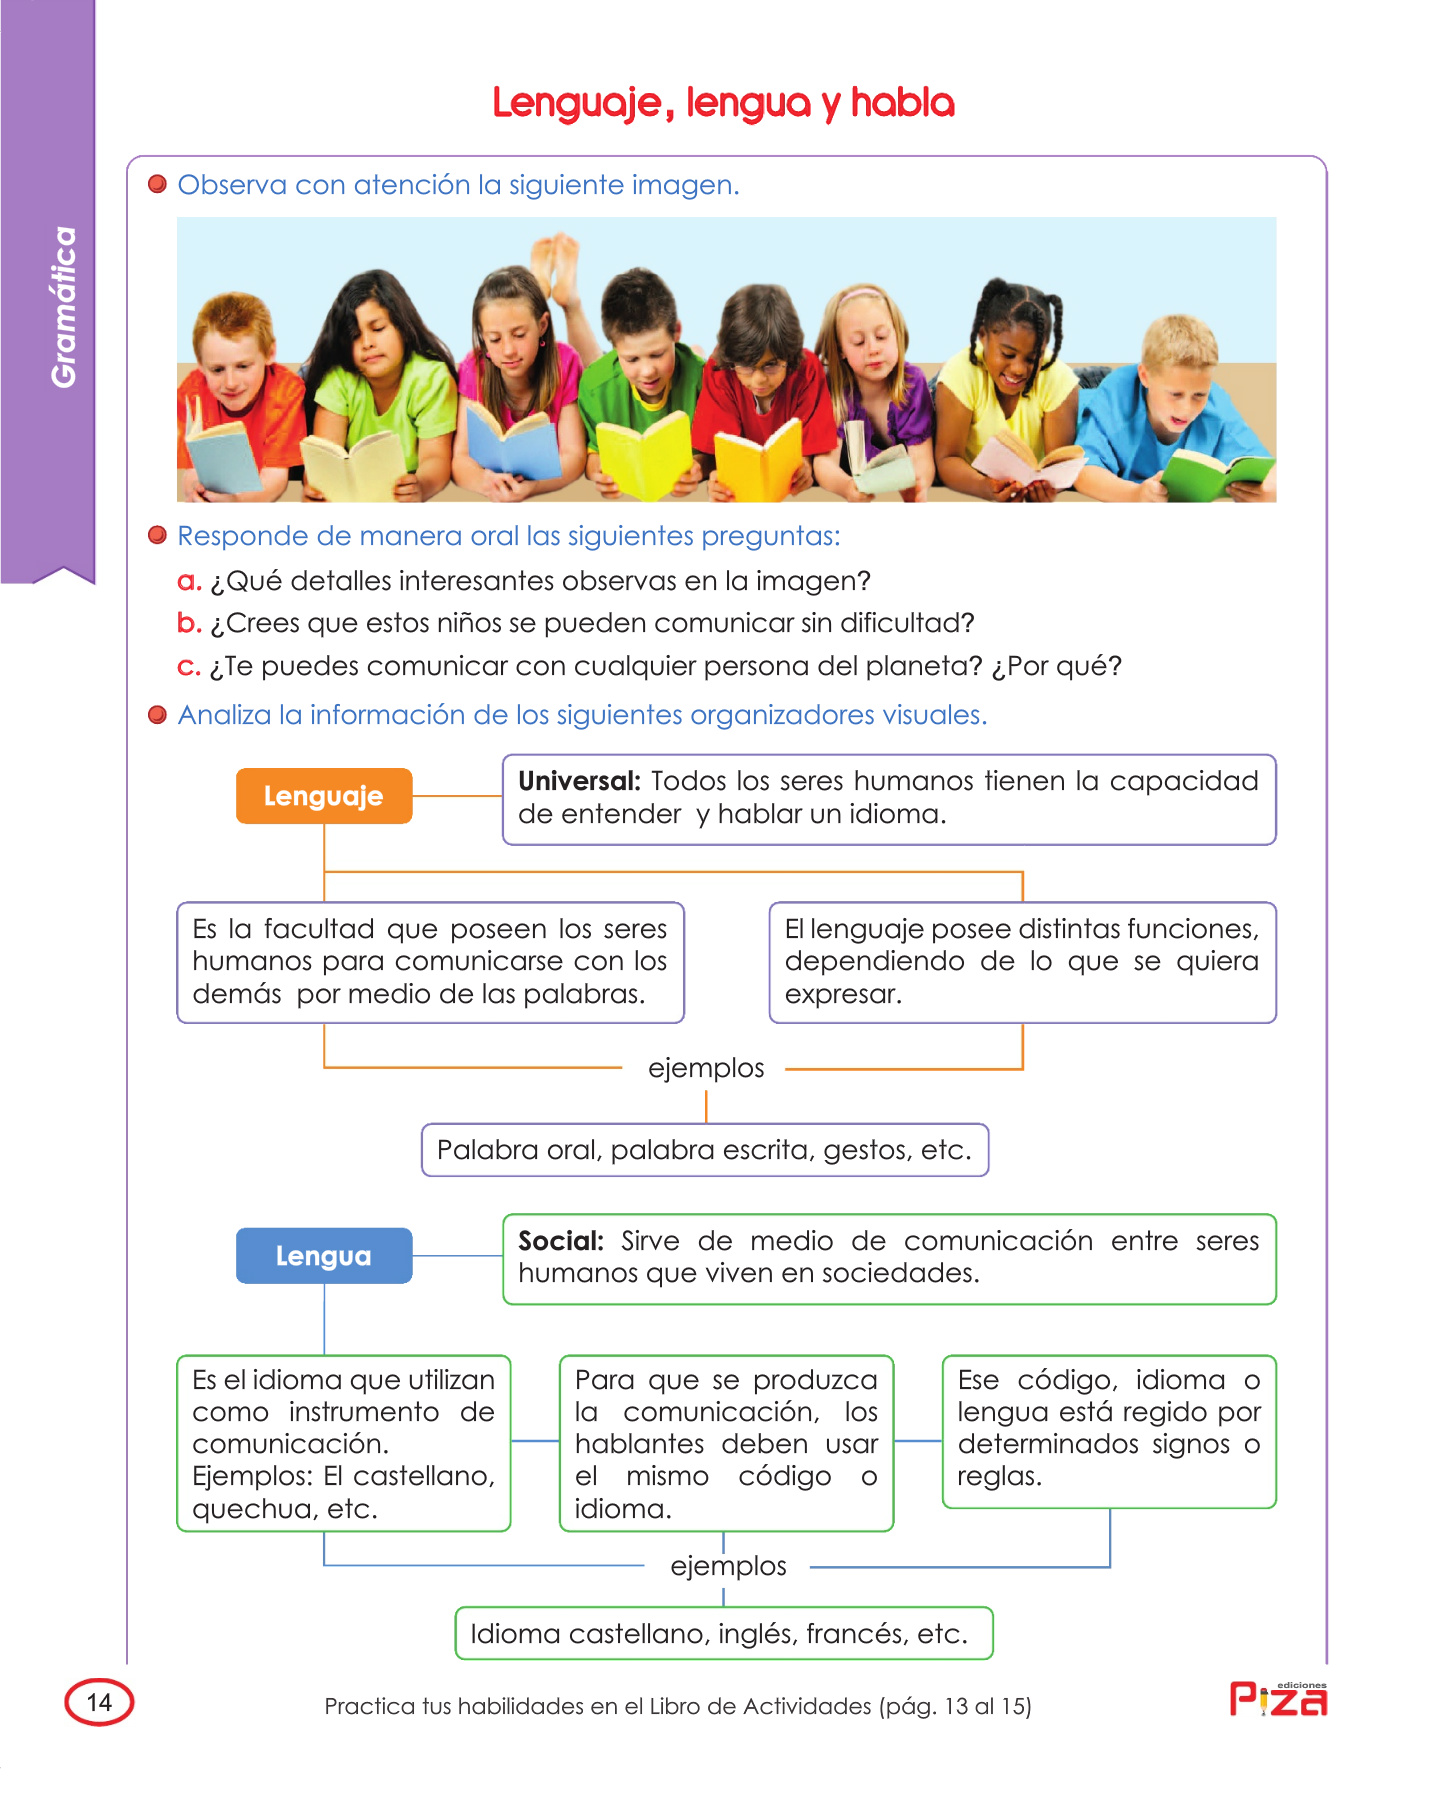 Gramática
Lenguaje, lengua y habla
Observa con atención la siguiente imagen.
Responde de manera oral las siguientes preguntas:
a. ¿Qué detalles interesantes observas en la imagen?
b. ¿Crees que estos niños se pueden comunicar sin dificultad?
c. ¿Te puedes comunicar con cualquier persona del planeta? ¿Por qué?
Analiza la información de los siguientes organizadores visuales.
Lenguaje
Universal: Todos los seres humanos tienen la capacidad
de entender y hablar un idioma.
Es la facultad que poseen los seres
humanos para comunicarse con los
demás por medio de las palabras.
El lenguaje posee distintas funciones,
dependiendo de lo que se quiera
expresar.
ejemplos
Palabra oral, palabra escrita, gestos, etc.
Lengua
Social: Sirve de medio de comunicación entre seres
humanos que viven en sociedades.
Es el idioma que utilizan
como instrumento de
comunicación.
Ejemplos: El castellano,
quechua, etc.
Para que se produzca
la comunicación, los
hablantes deben usar
el mismo código o
idioma.
Ese código, idioma o
lengua está regido por
determinados signos o
reglas.
ejemplos
Idioma castellano, inglés, francés, etc.
14
Practica tus habilidades en el Libro de Actividades (pág. 13 al 15)
ediciones
Piza